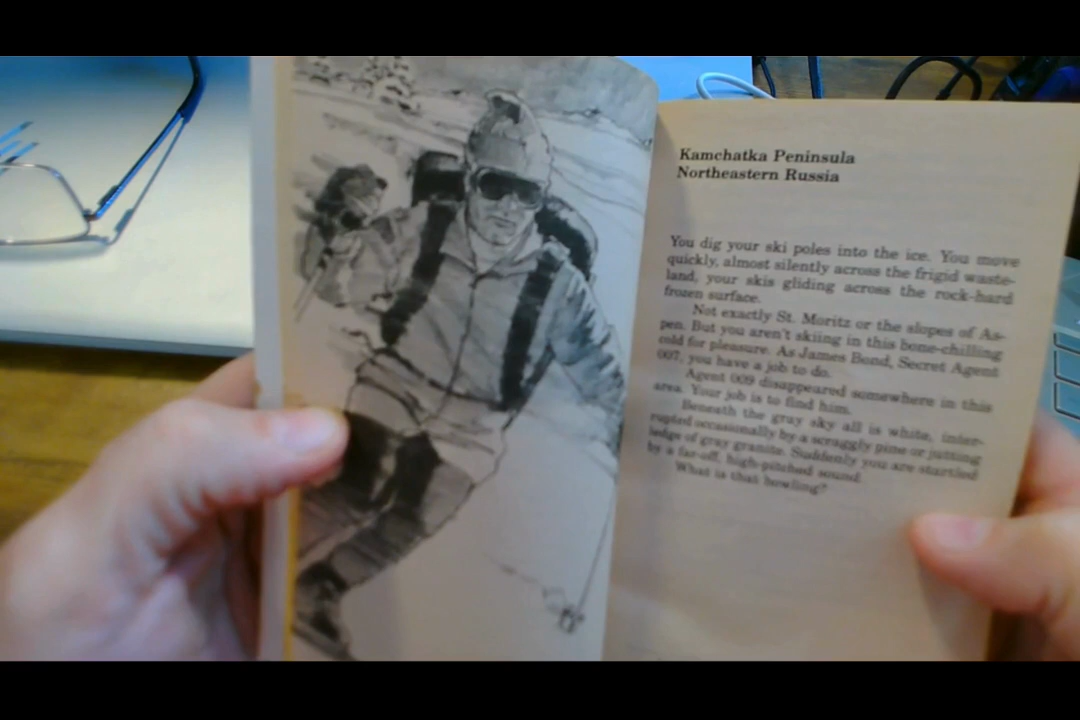 Kamchatka Peninsula
Northeastern Russia
You dig your ski poles into the ice. You move
quickly, almost silently across the frigid waste-
land, your skis gliding across the rock-hard
frozen surface.
Not exactly St. Moritz or the slopes of As-
pen. But you aren't skiing in this bone-chilling
cold for pleasure. As James Bond, Secret Agent
007, you have a job to do.
Agent 009 disappeared somewhere in this
area. Your job is to find him.
Beneath the gray sky all is white, inter-
rupted occasionally by a scraggly pine or jutting
ledge of gray granite. Suddenly you are startled
by a far-off, high-pitched sound.
What is that howling?